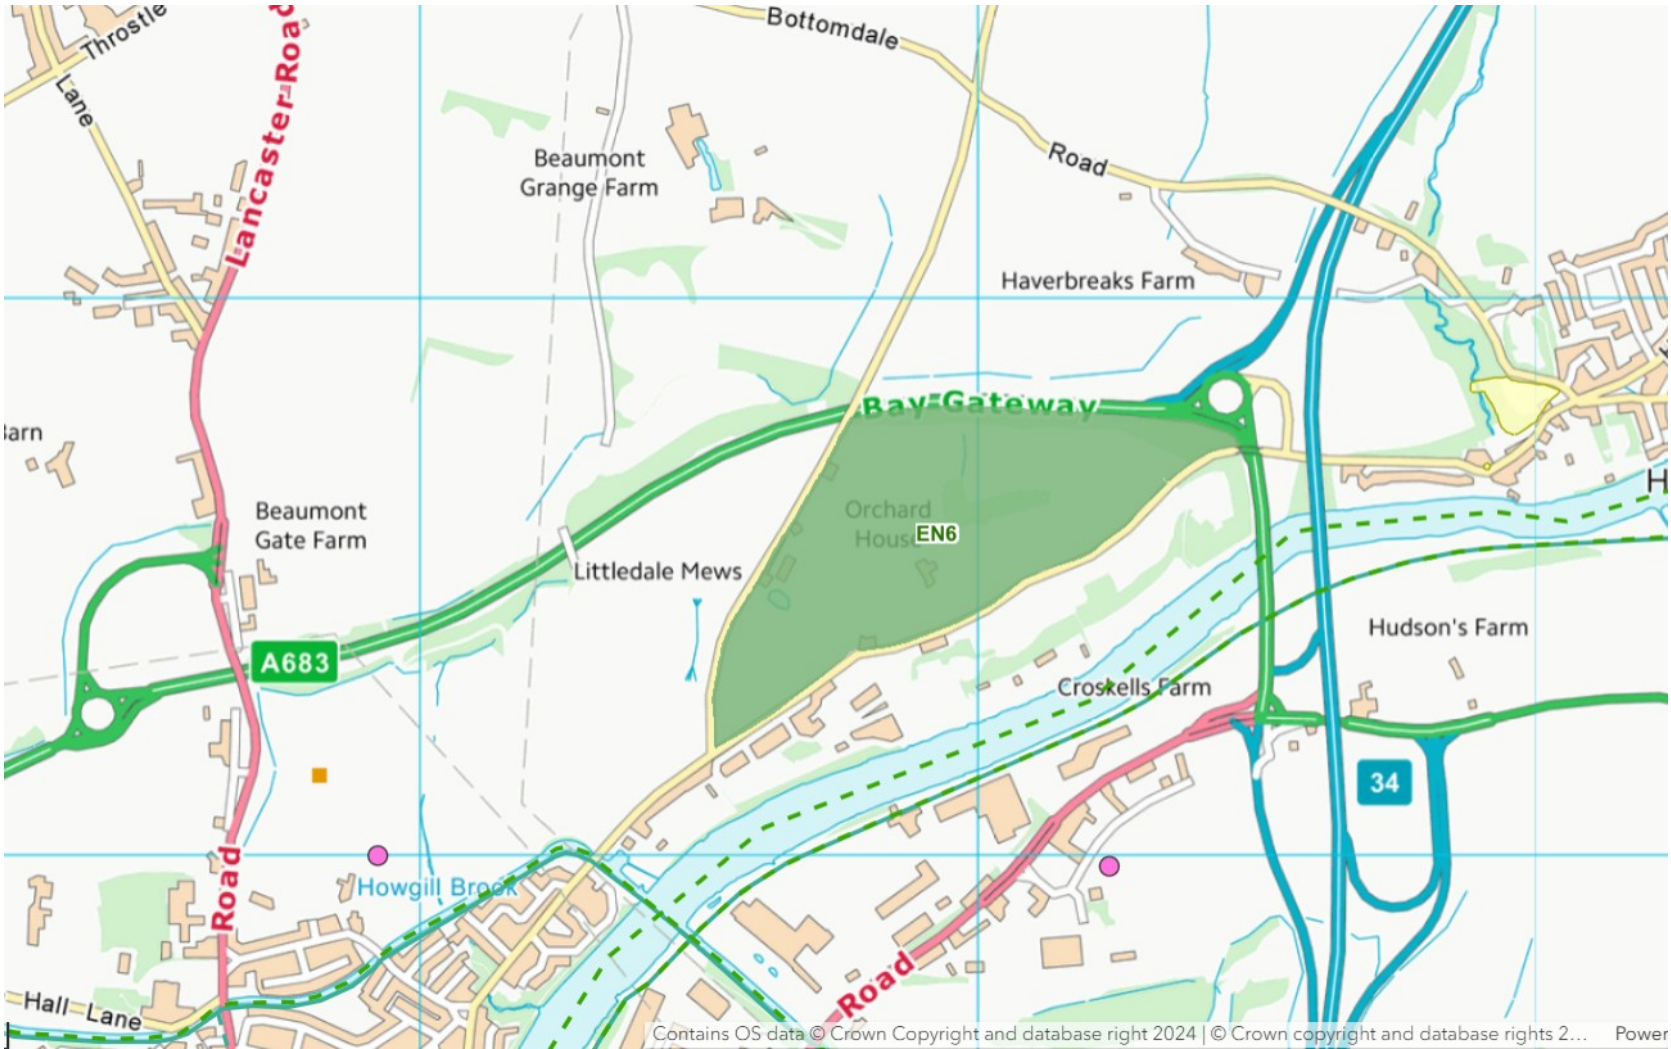 Throstle
Lane
Lancaster Road
Bottomdale
Road
Beaumont
Grange Farm
Haverbreaks Farm
Bay Gateway
Beaumont
Gate Farm
Orchard
House
EN6
Littledale Mews
A683
Hudson's Farm
Croskells Farm
34
Howgill Brook
Road
Road
Hall Lane
Contains OS data © Crown Copyright and database right 2024 | © Crown copyright and database rights 2... Power